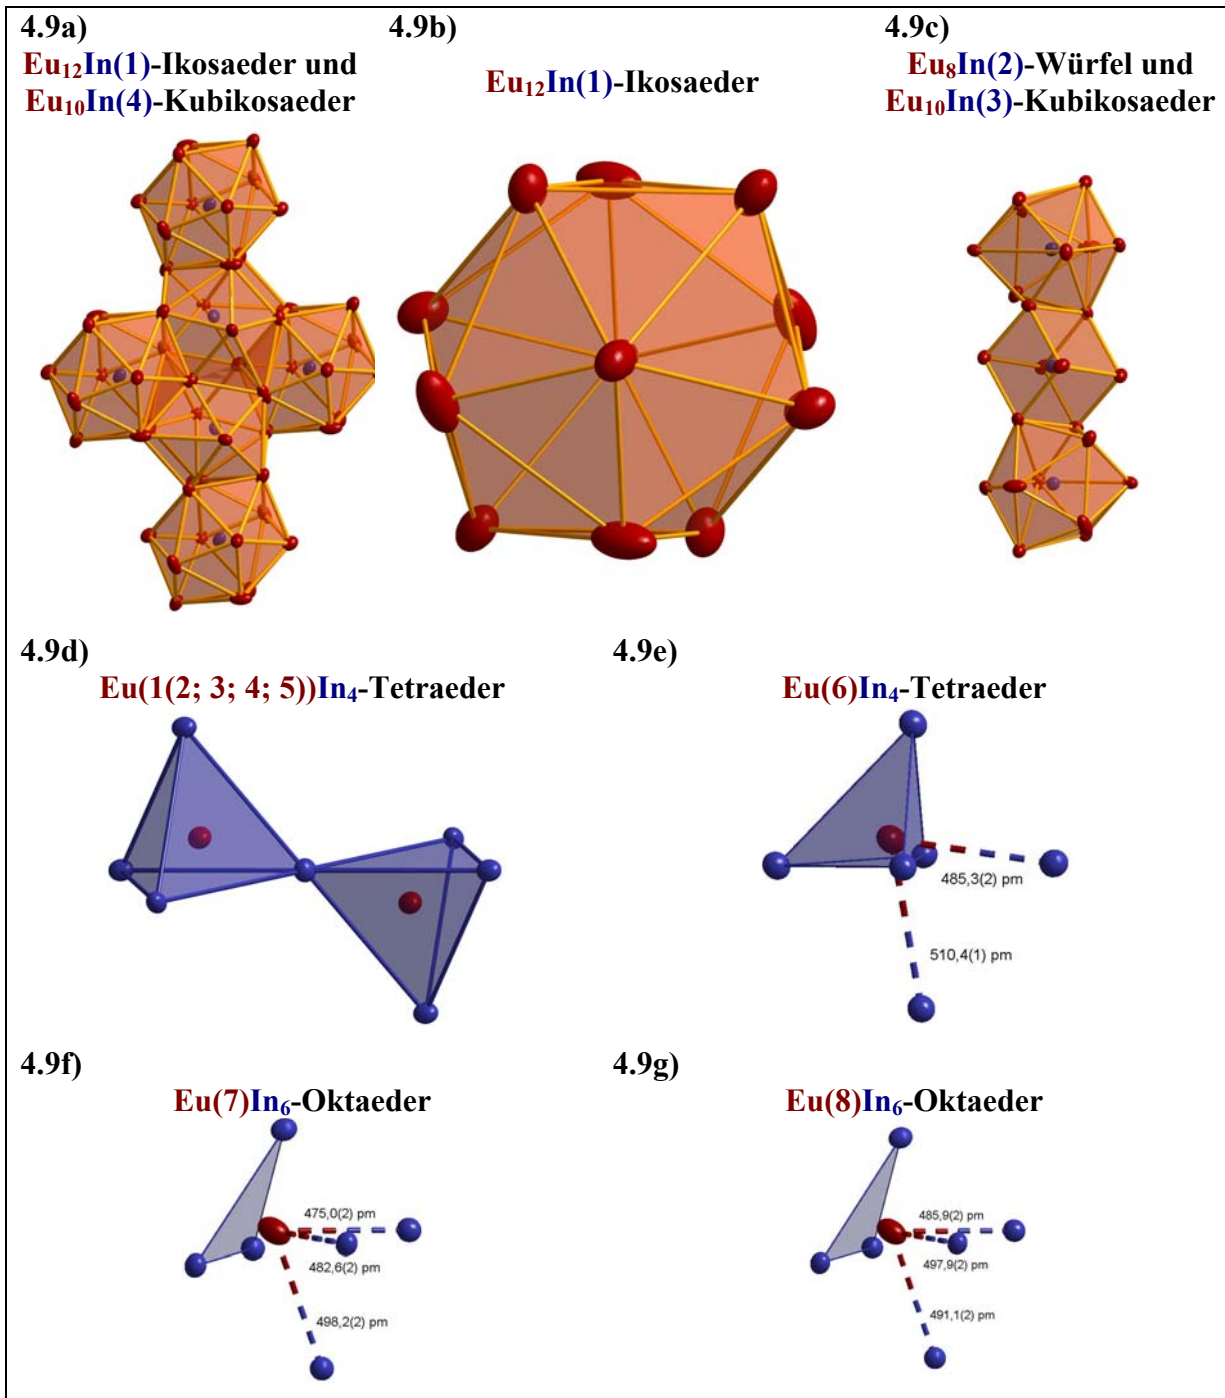 4.9a)
Eu₁₂In(1)-Ikosaeder und
Eu₁₀In(4)-Kubikosaeder
4.9b)
Eu₁₂In(1)-Ikosaeder
4.9c)
Eu₈In(2)-Würfel und
Eu₁₀In(3)-Kubikosaeder
4.9d)
Eu(1(2; 3; 4; 5))In₄-Tetraeder
4.9e)
Eu(6)In₄-Tetraeder
485,3(2) pm
510,4(1) pm
4.9f)
Eu(7)In₆-Oktaeder
475,0(2) pm
482,6(2) pm
498,2(2) pm
4.9g)
Eu(8)In₆-Oktaeder
485,9(2) pm
497,9(2) pm
491,1(2) pm